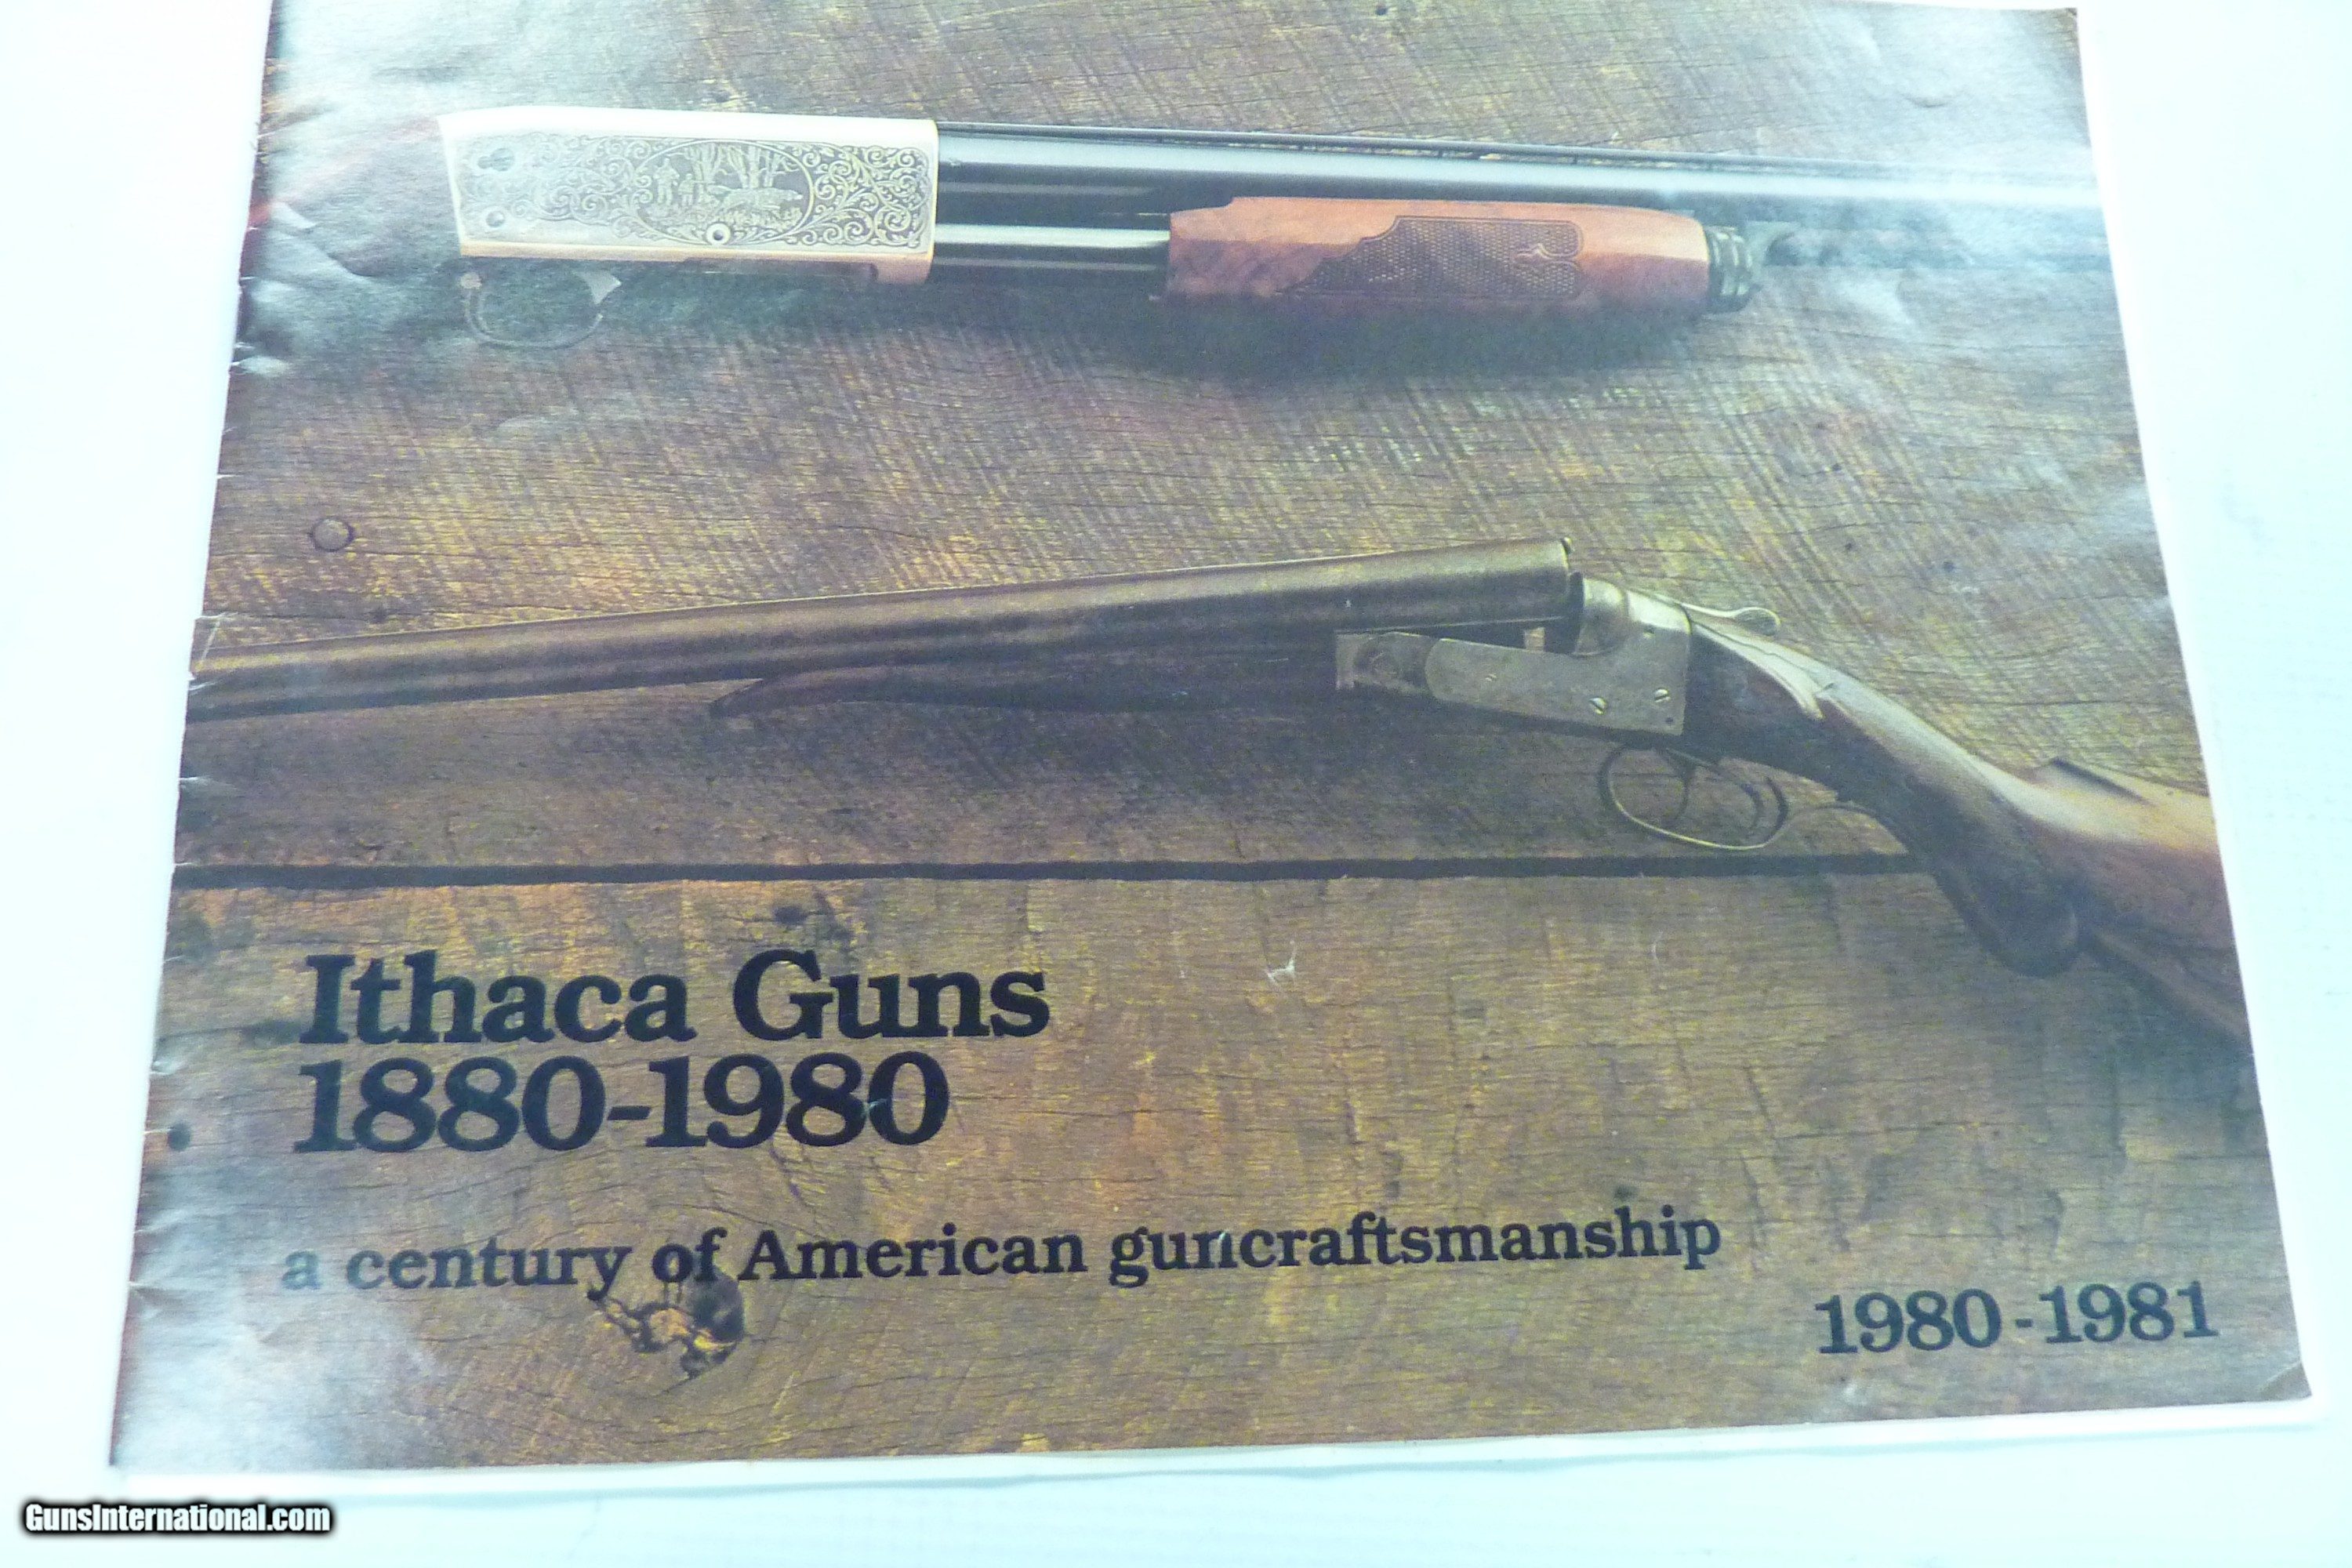 Ithaca Guns
1880-1980
a century of American guncraftsmanship
1980-1981
GunsInternational.com